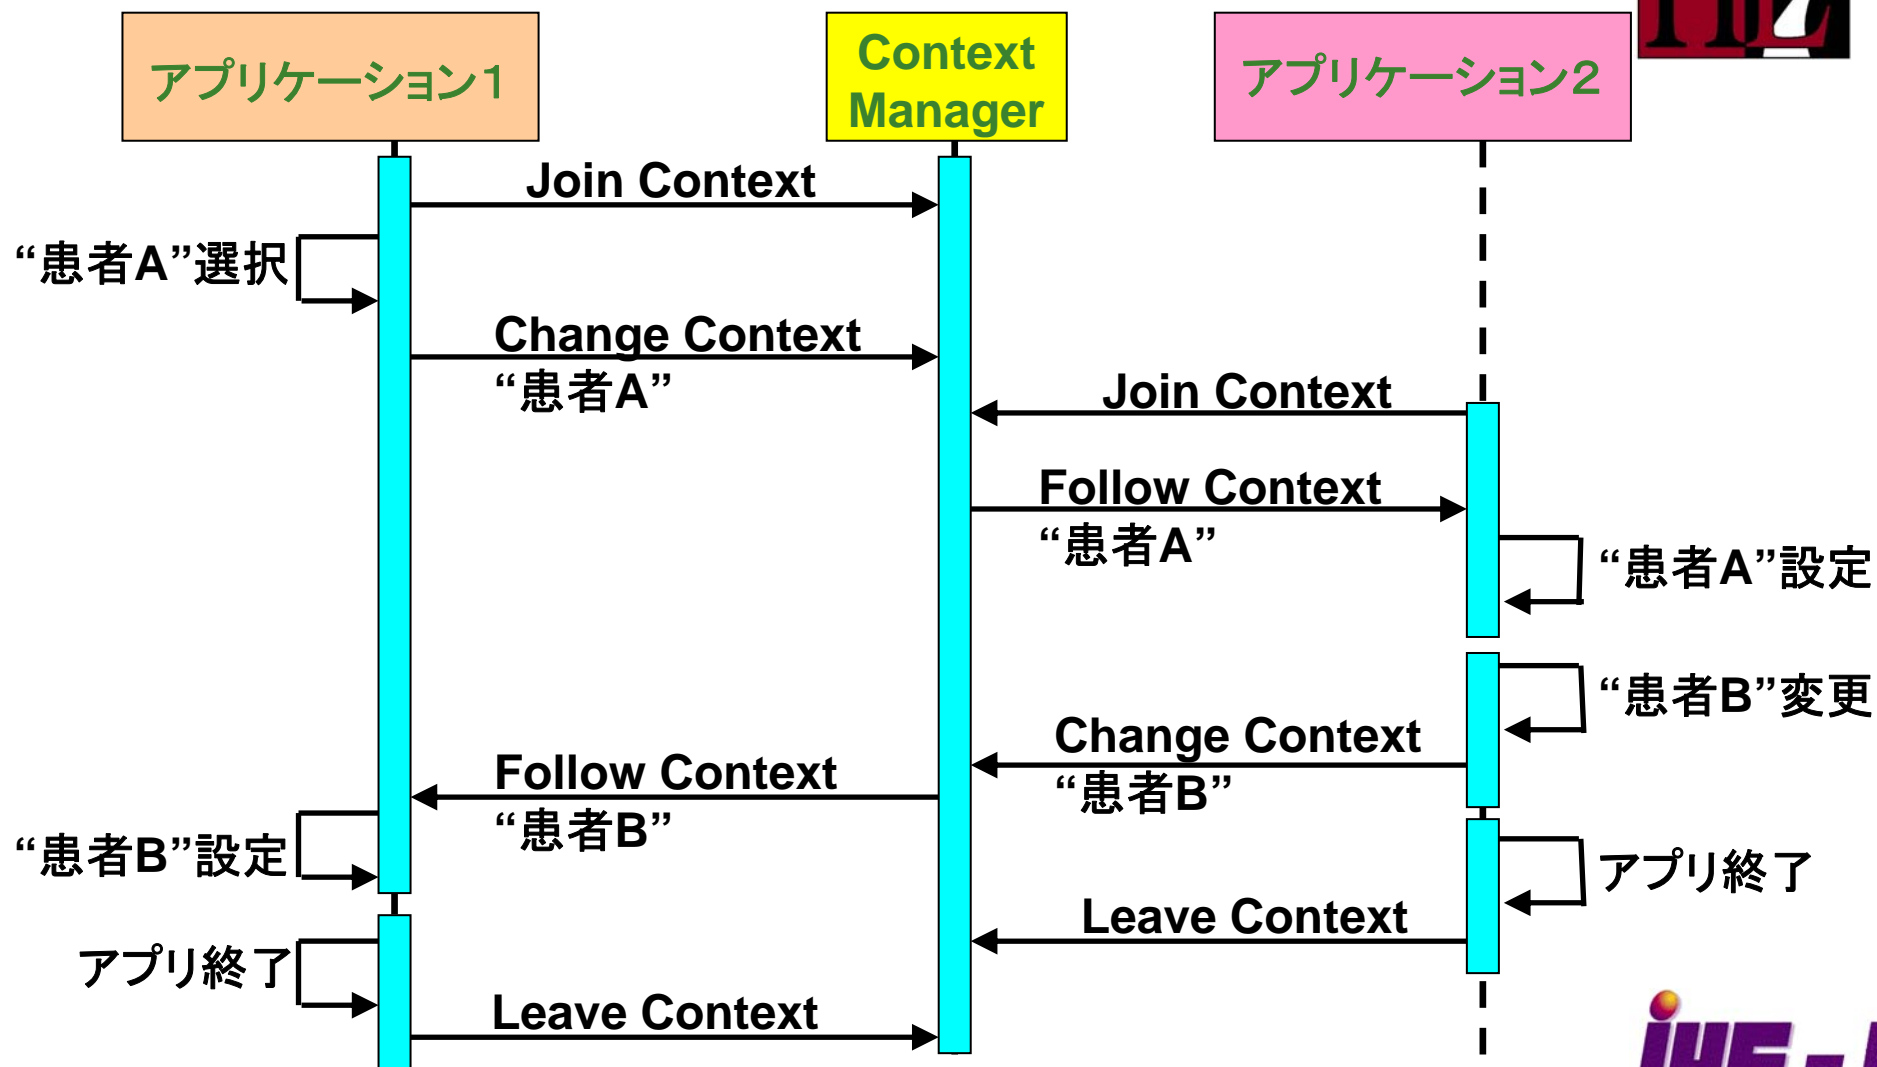 アプリケーション1
Context
Manager
アプリケーション2
Join Context
“患者A”選択
Change Context
“患者A”
Join Context
Follow Context
“患者A”
“患者A”設定
“患者B”変更
Change Context
“患者B”
Follow Context
“患者B”
“患者B”設定
アプリ終了
Leave Context
アプリ終了
Leave Context